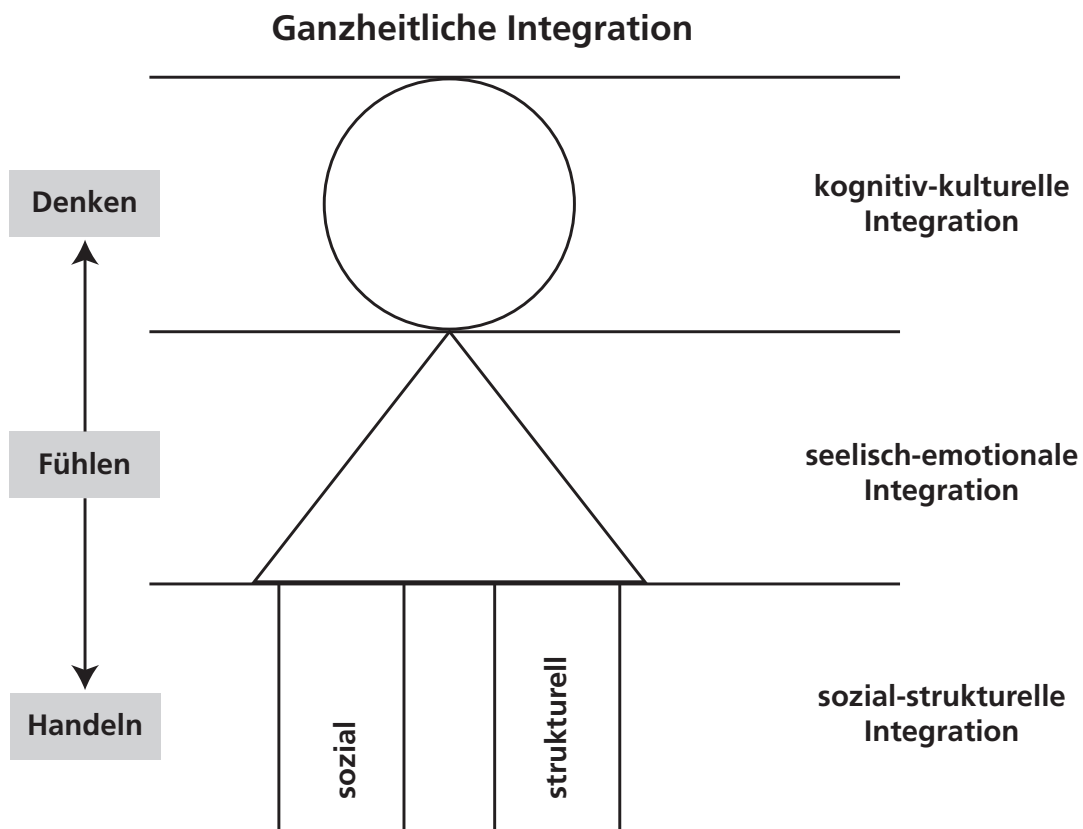 Ganzheitliche Integration
Denken
kognitiv-kulturelle
Integration
Fühlen
seelisch-emotionale
Integration
Handeln
sozial
strukturell
sozial-strukturelle
Integration